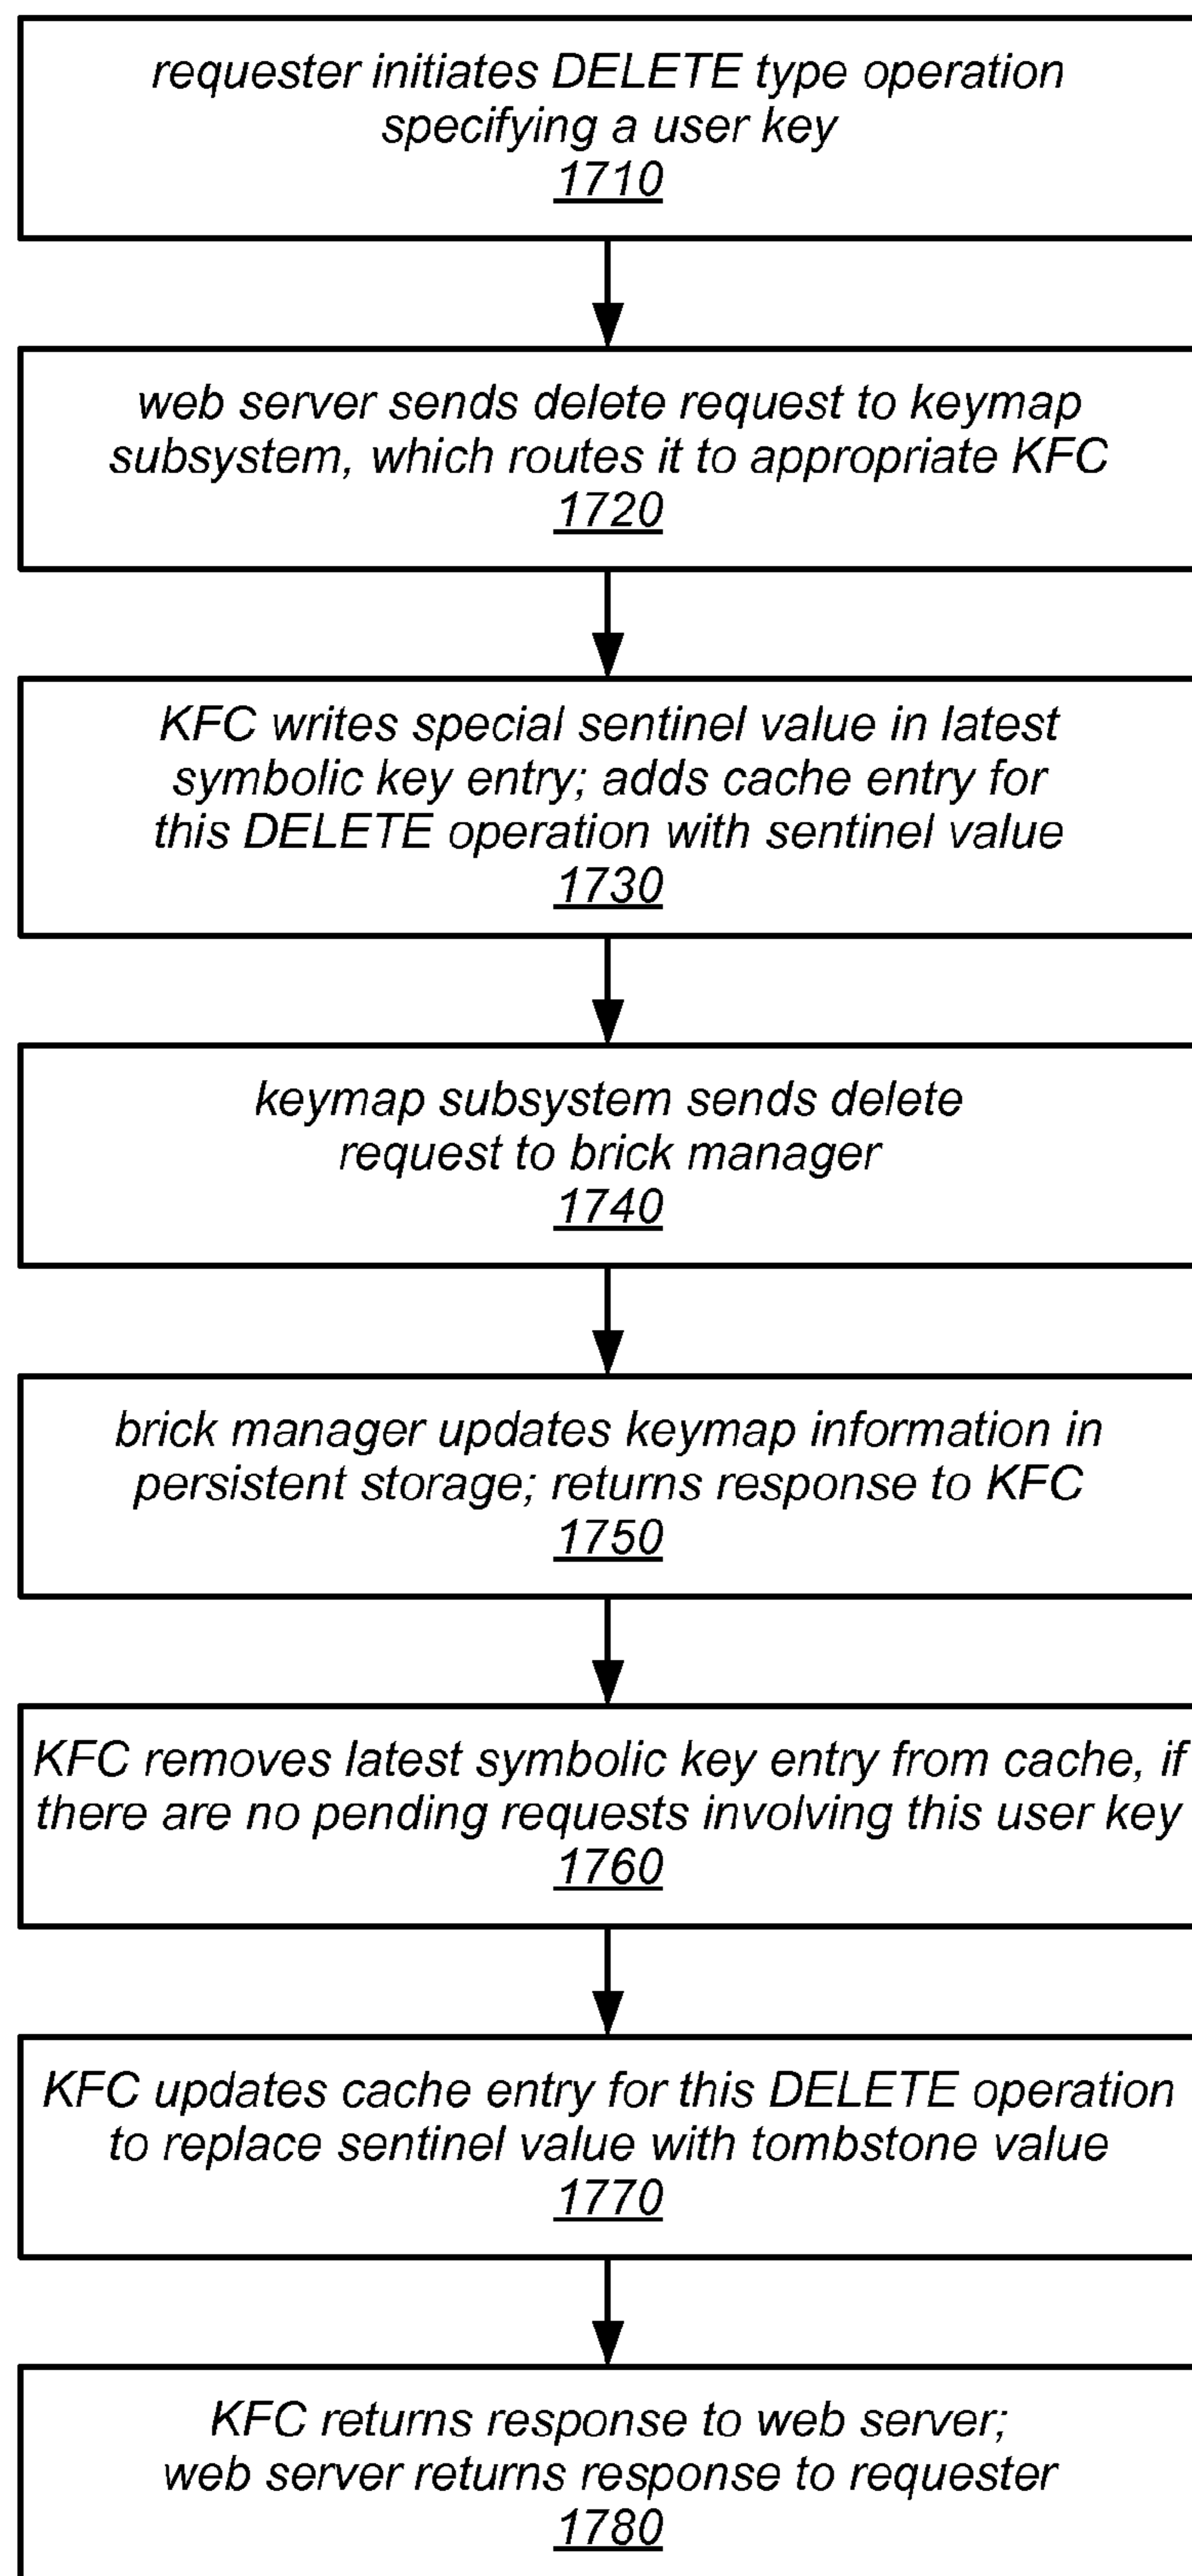 requester initiates DELETE type operation
specifying a user key
1710
web server sends delete request to keymap
subsystem, which routes it to appropriate KFC
1720
KFC writes special sentinel value in latest
symbolic key entry; adds cache entry for
this DELETE operation with sentinel value
1730
keymap subsystem sends delete
request to brick manager
1740
brick manager updates keymap information in
persistent storage; returns response to KFC
1750
KFC removes latest symbolic key entry from cache, if
there are no pending requests involving this user key
1760
KFC updates cache entry for this DELETE operation
to replace sentinel value with tombstone value
1770
KFC returns response to web server;
web server returns response to requester
1780